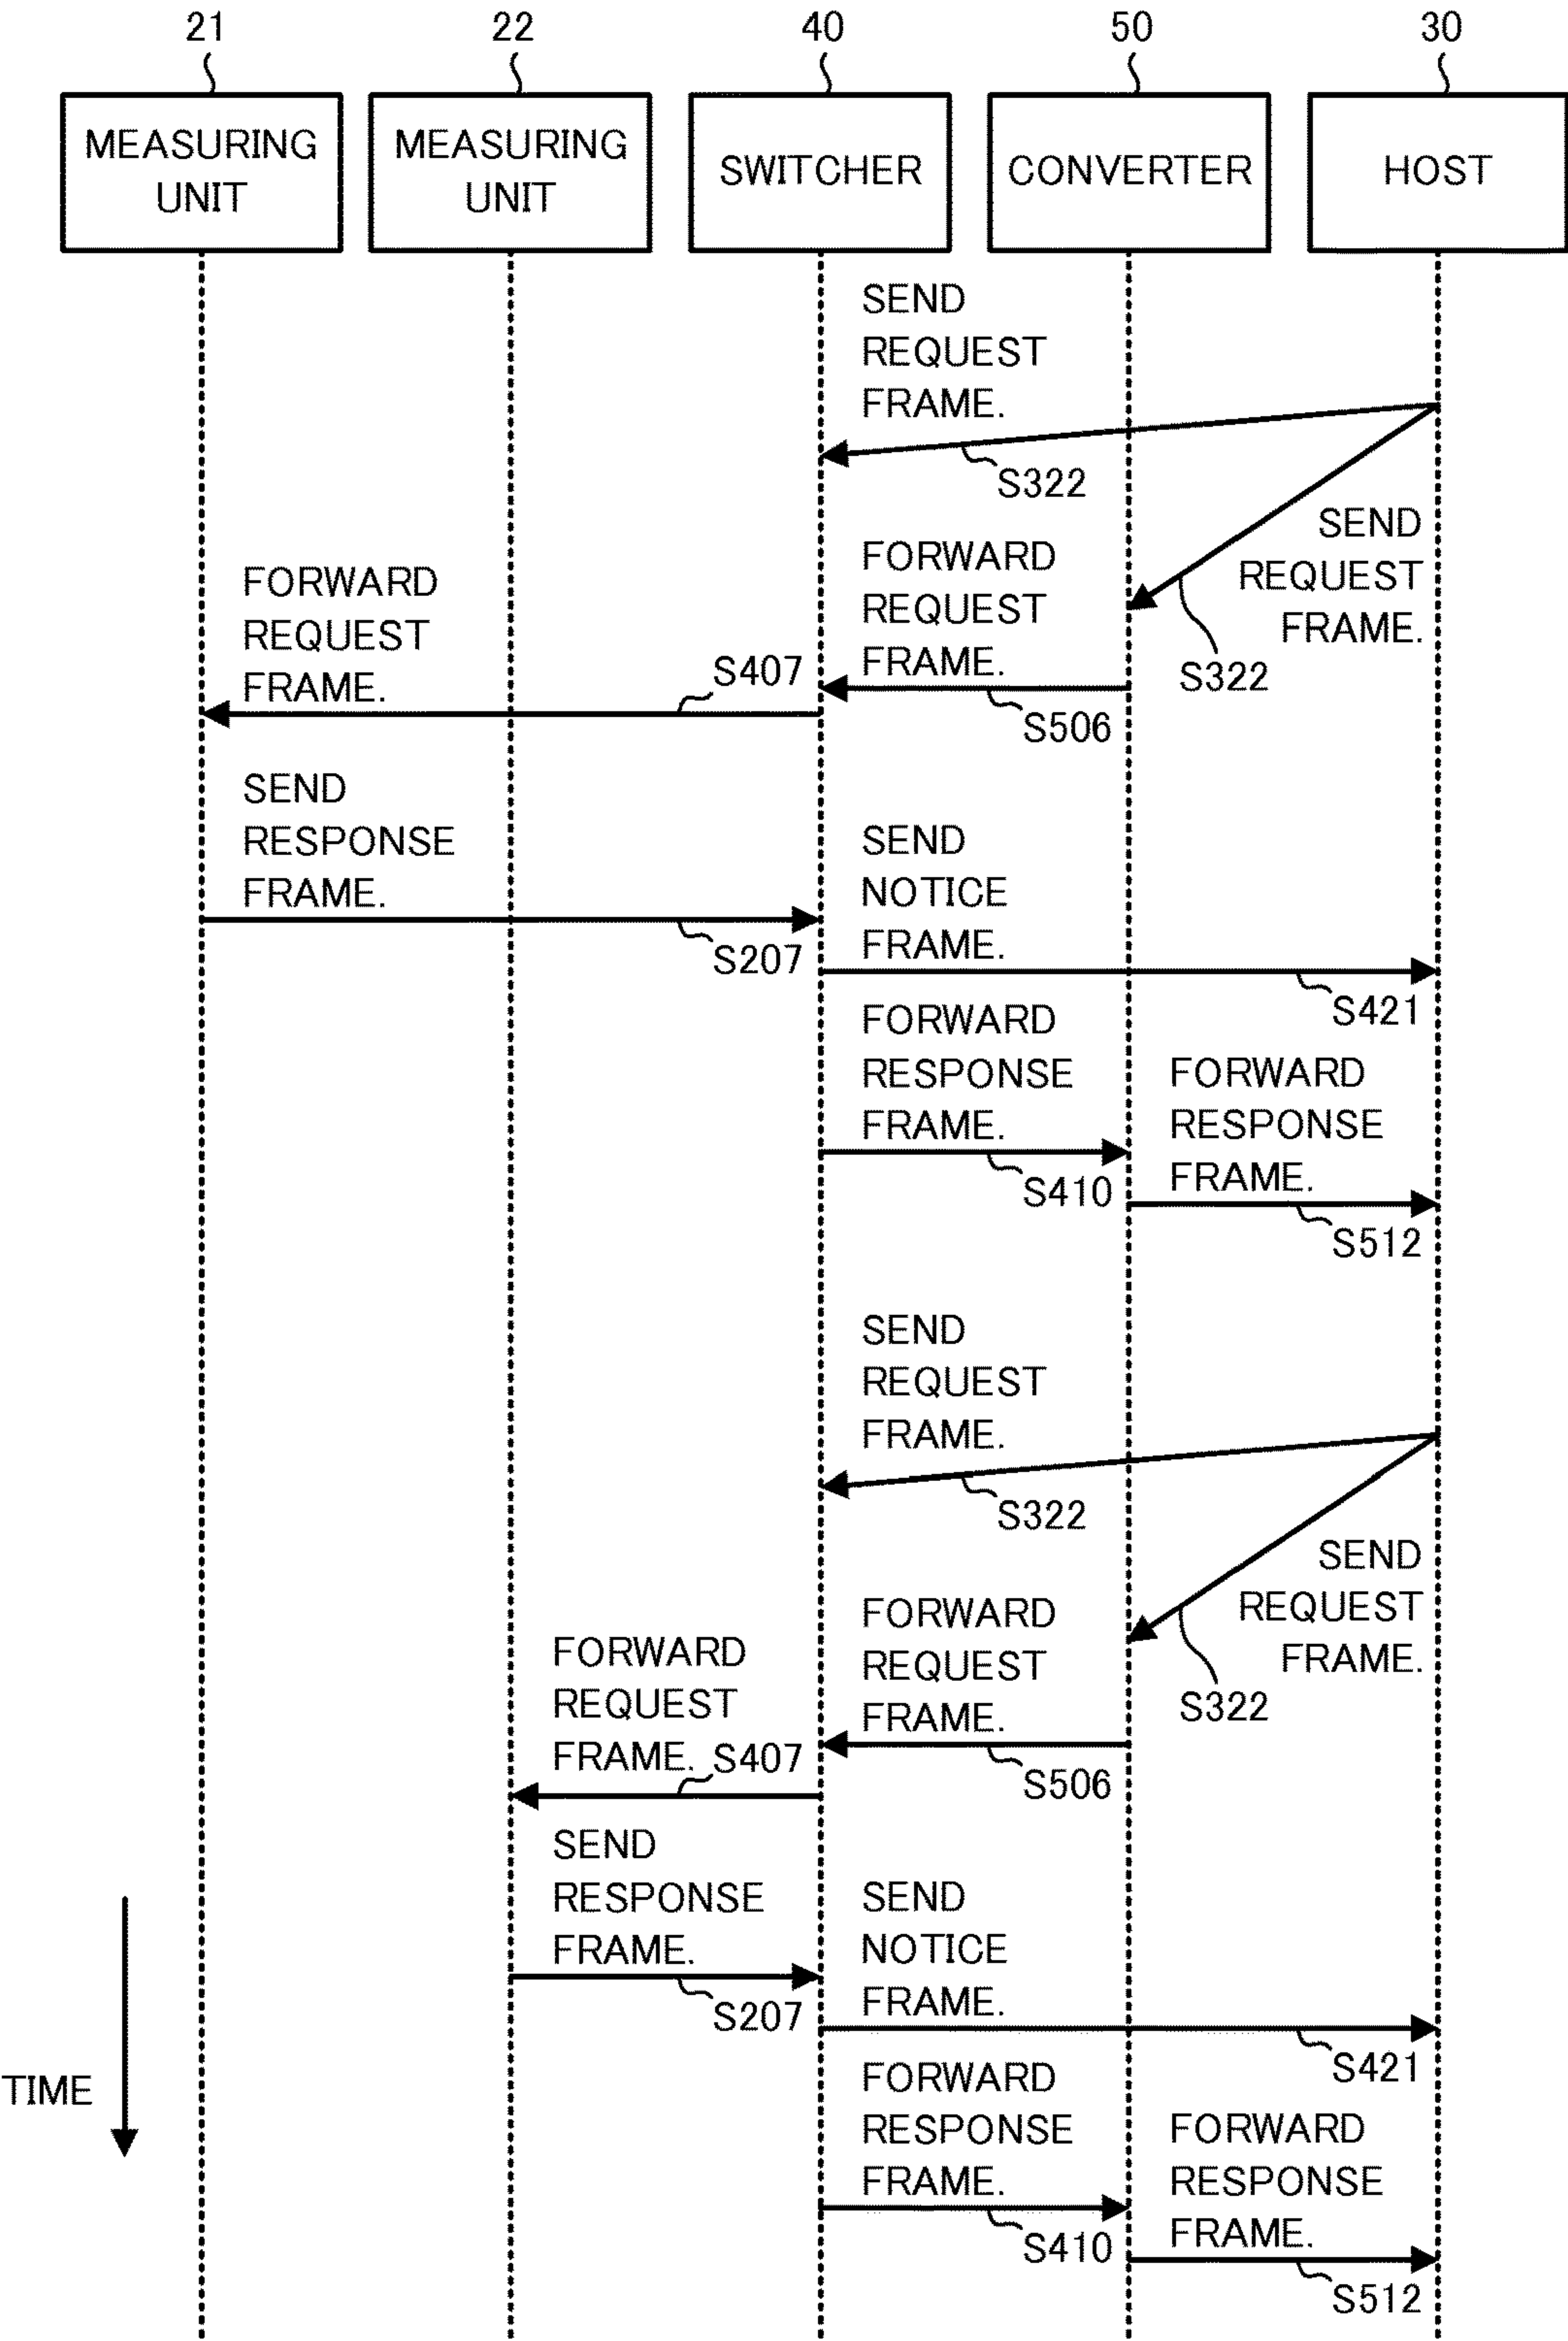 21
22
40
50
30
MEASURING
UNIT
MEASURING
UNIT
SWITCHER
CONVERTER
HOST
SEND
REQUEST
FRAME.
S322
SEND
REQUEST
FRAME.
S322
FORWARD
REQUEST
FRAME.
S506
FORWARD
REQUEST
FRAME.
S407
SEND
RESPONSE
FRAME.
S207
SEND
NOTICE
FRAME.
S421
FORWARD
RESPONSE
FRAME.
S410
FORWARD
RESPONSE
FRAME.
S512
SEND
REQUEST
FRAME.
S322
SEND
REQUEST
FRAME.
S322
FORWARD
REQUEST
FRAME.
S506
FORWARD
REQUEST
FRAME.
S407
SEND
RESPONSE
FRAME.
S207
SEND
NOTICE
FRAME.
S421
TIME
FORWARD
RESPONSE
FRAME.
S410
FORWARD
RESPONSE
FRAME.
S512